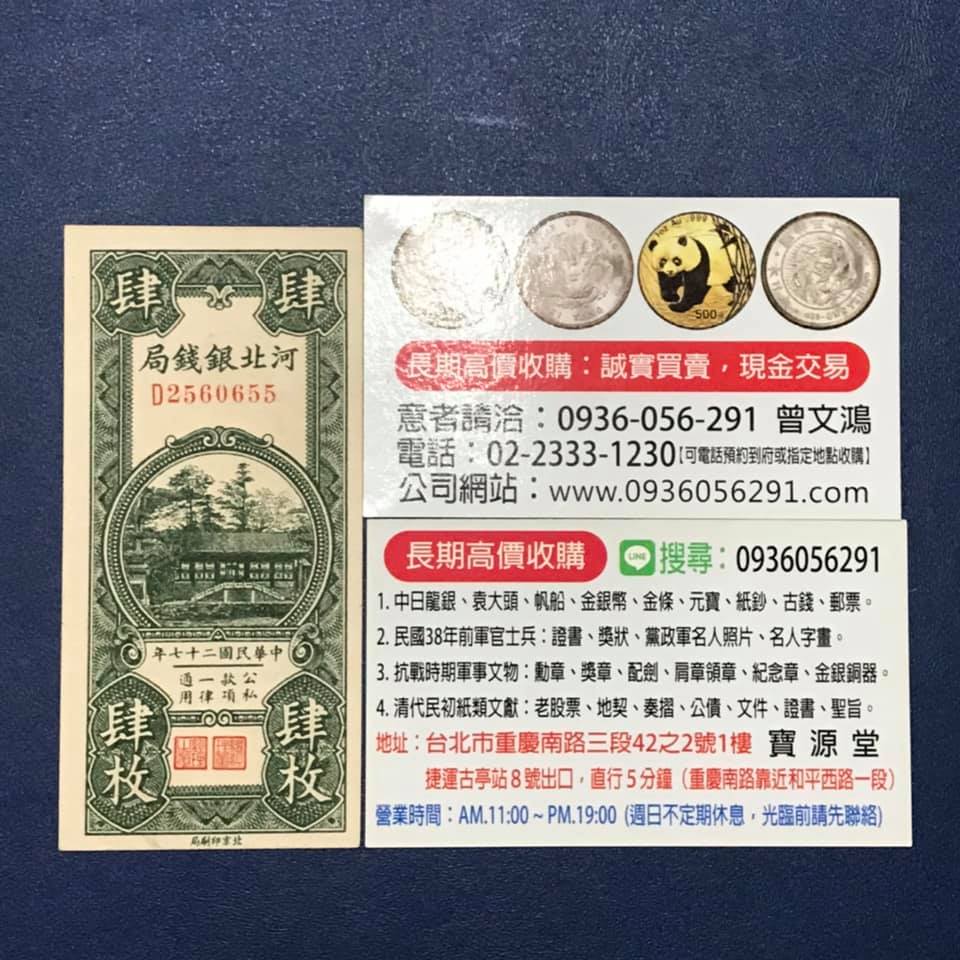 肆 肆
局錢銀北河
D2560655
年七十二國民華中
公私
款項
一律
通用
肆枚 肆枚
局刷印京北
1oz Au .999
500元
長期高價收購：誠實買賣，現金交易
意者請洽：0936-056-291 曾文鴻
電話：02-2333-1230【可電話預約到府或指定地點收購】
公司網站：www.0936056291.com
長期高價收購 LINE 搜尋：0936056291
1. 中日龍銀、袁大頭、帆船、金銀幣、金條、元寶、紙鈔、古錢、郵票。
2. 民國38年前軍官士兵：證書、獎狀、黨政軍名人照片、名人字畫。
3. 抗戰時期軍事文物：勳章、獎章、配劍、肩章領章、紀念章、金銀銅器。
4. 清代民初紙類文獻：老股票、地契、奏摺、公債、文件、證書、聖旨。
地址：台北市重慶南路三段42之2號1樓 寶源堂
捷運古亭站8號出口，直行5分鐘（重慶南路靠近和平西路一段）
營業時間：AM.11:00 ~ PM.19:00 (週日不定期休息，光臨前請先聯絡)